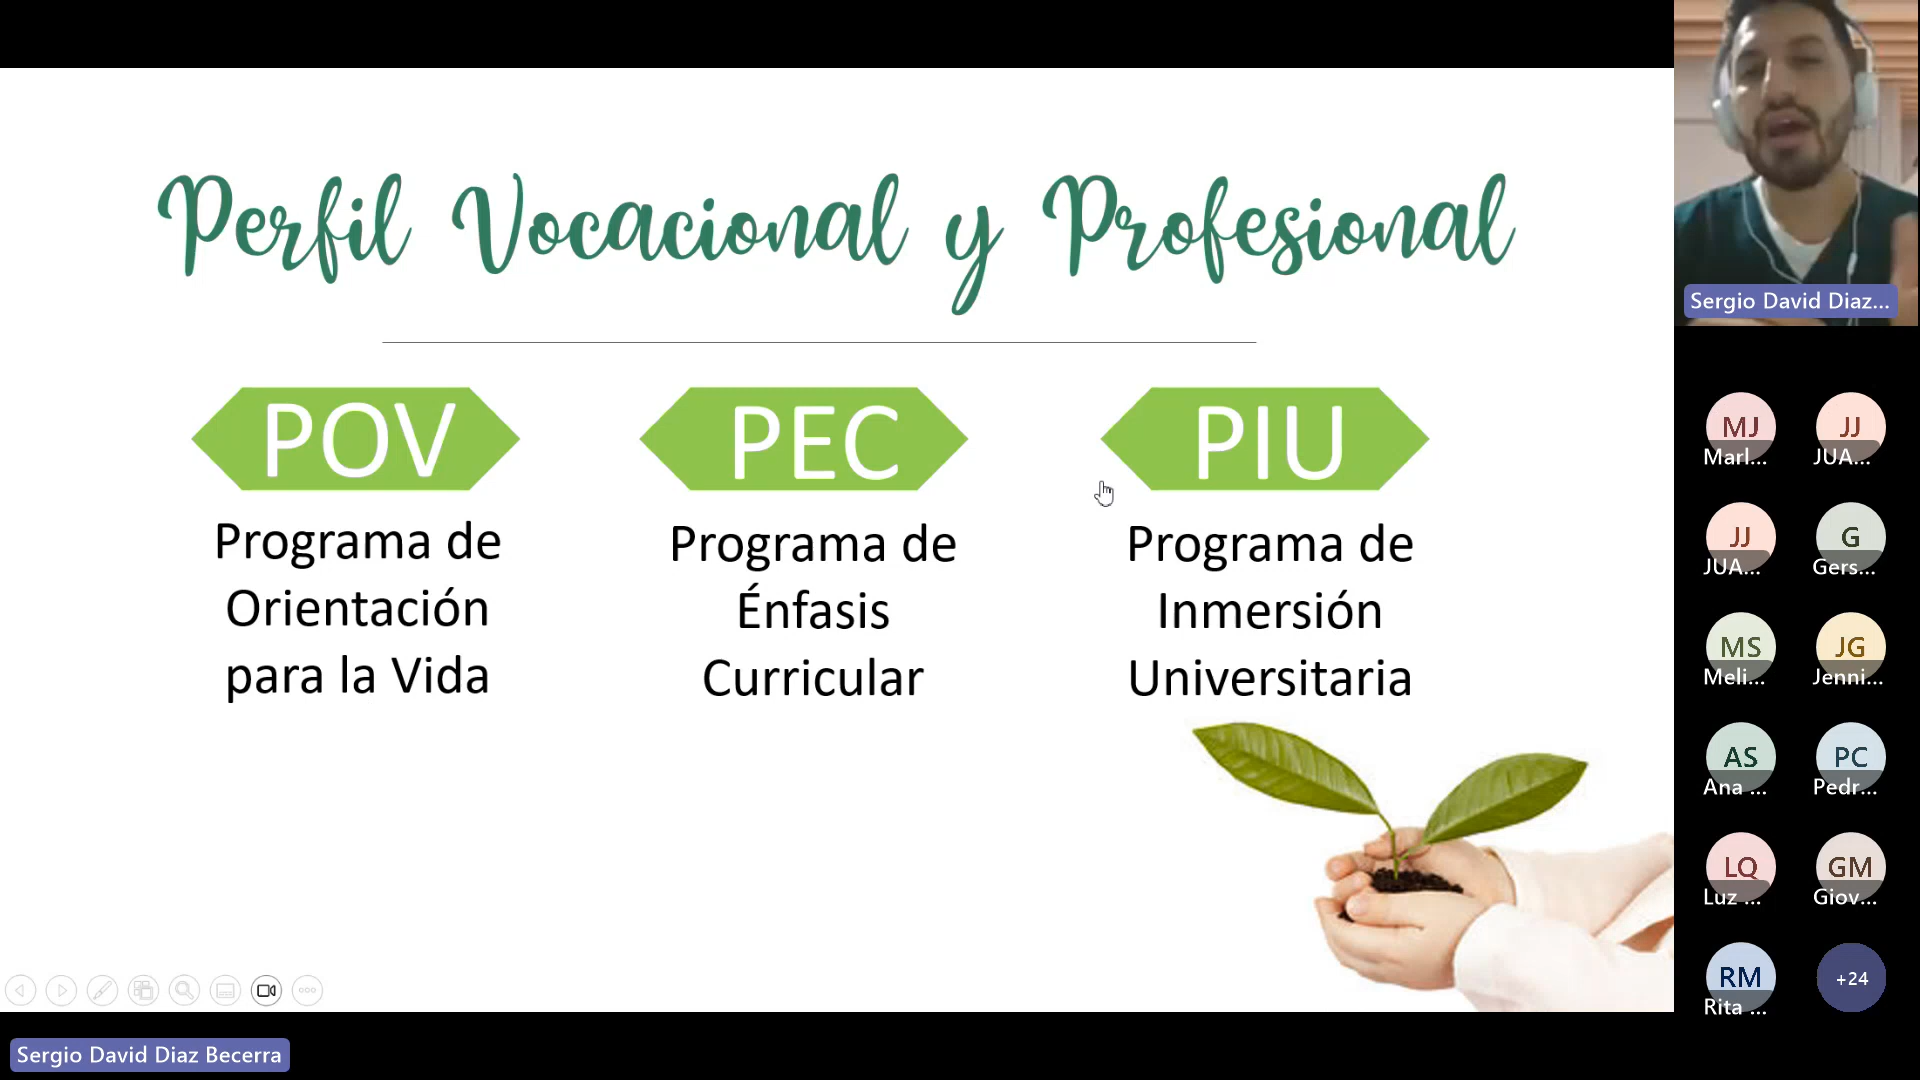 Perfil Vocacional y Profesional
POV
Programa de
Orientación
para la Vida
PEC
Programa de
Énfasis
Curricular
PIU
Programa de
Inmersión
Universitaria
Sergio David Diaz...
MJ
Marl...
JJ
JUA...
JJ
JUA...
G
Gers...
MS
Meli...
JG
Jenni...
AS
Ana ...
PC
Pedr...
LQ
Luz ...
GM
Giov...
RM
Rita ...
+24
Sergio David Diaz Becerra